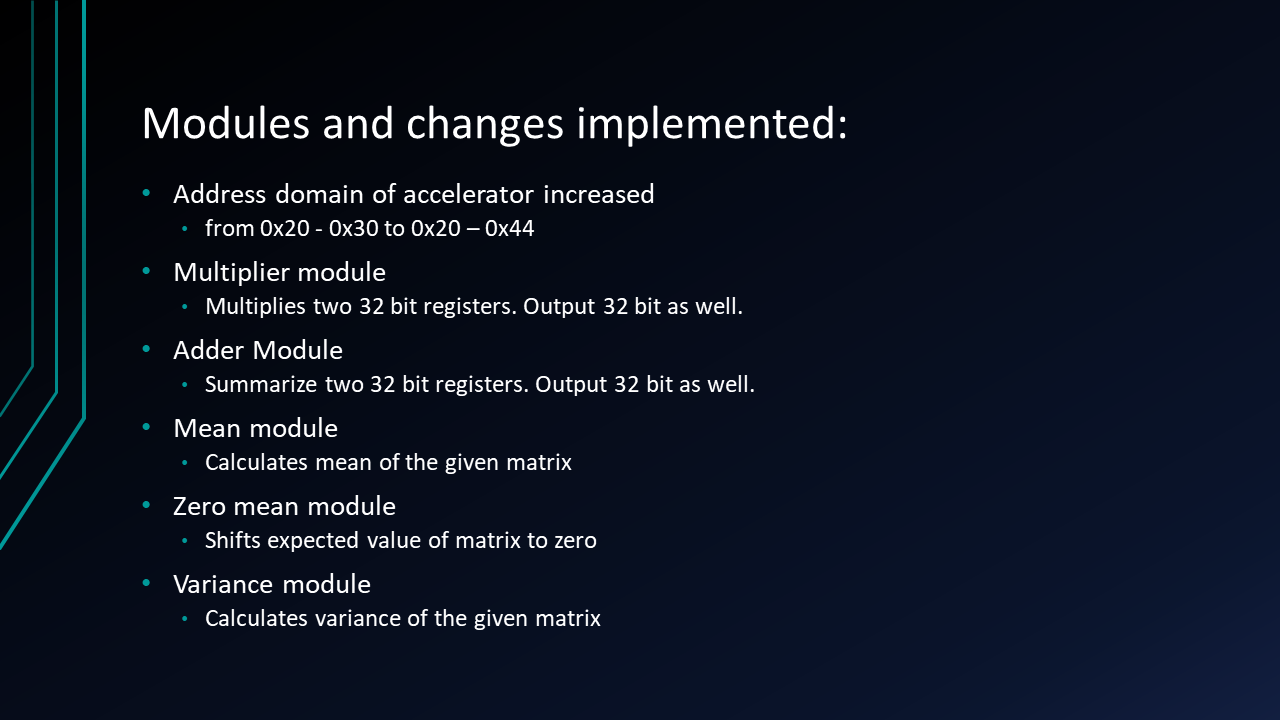 Modules and changes implemented:
• Address domain of accelerator increased
• from 0x20 - 0x30 to 0x20 – 0x44
• Multiplier module
• Multiplies two 32 bit registers. Output 32 bit as well.
• Adder Module
• Summarize two 32 bit registers. Output 32 bit as well.
• Mean module
• Calculates mean of the given matrix
• Zero mean module
• Shifts expected value of matrix to zero
• Variance module
• Calculates variance of the given matrix